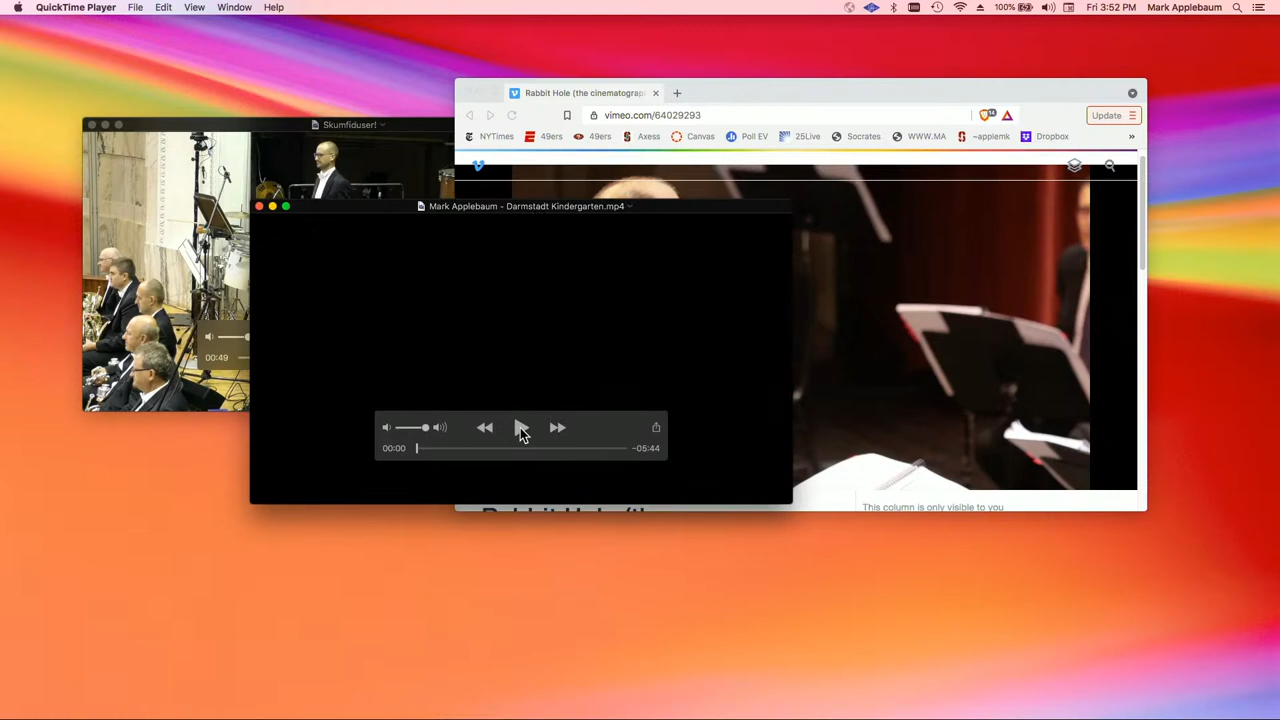 QuickTime Player File Edit View Window Help 100% Fri 3:52 PM Mark Applebaum
Rabbit Hole (the cinematograp
vimeo.com/64029293 12 Update
NYTimes 49ers 49ers Axess Canvas Poll EV 25Live Socrates WWW.MA ~applemk Dropbox »
Skumfiduser!
Mark Applebaum - Darmstadt Kindergarten.mp4
00:49
00:00 -05:44
This column is only visible to you